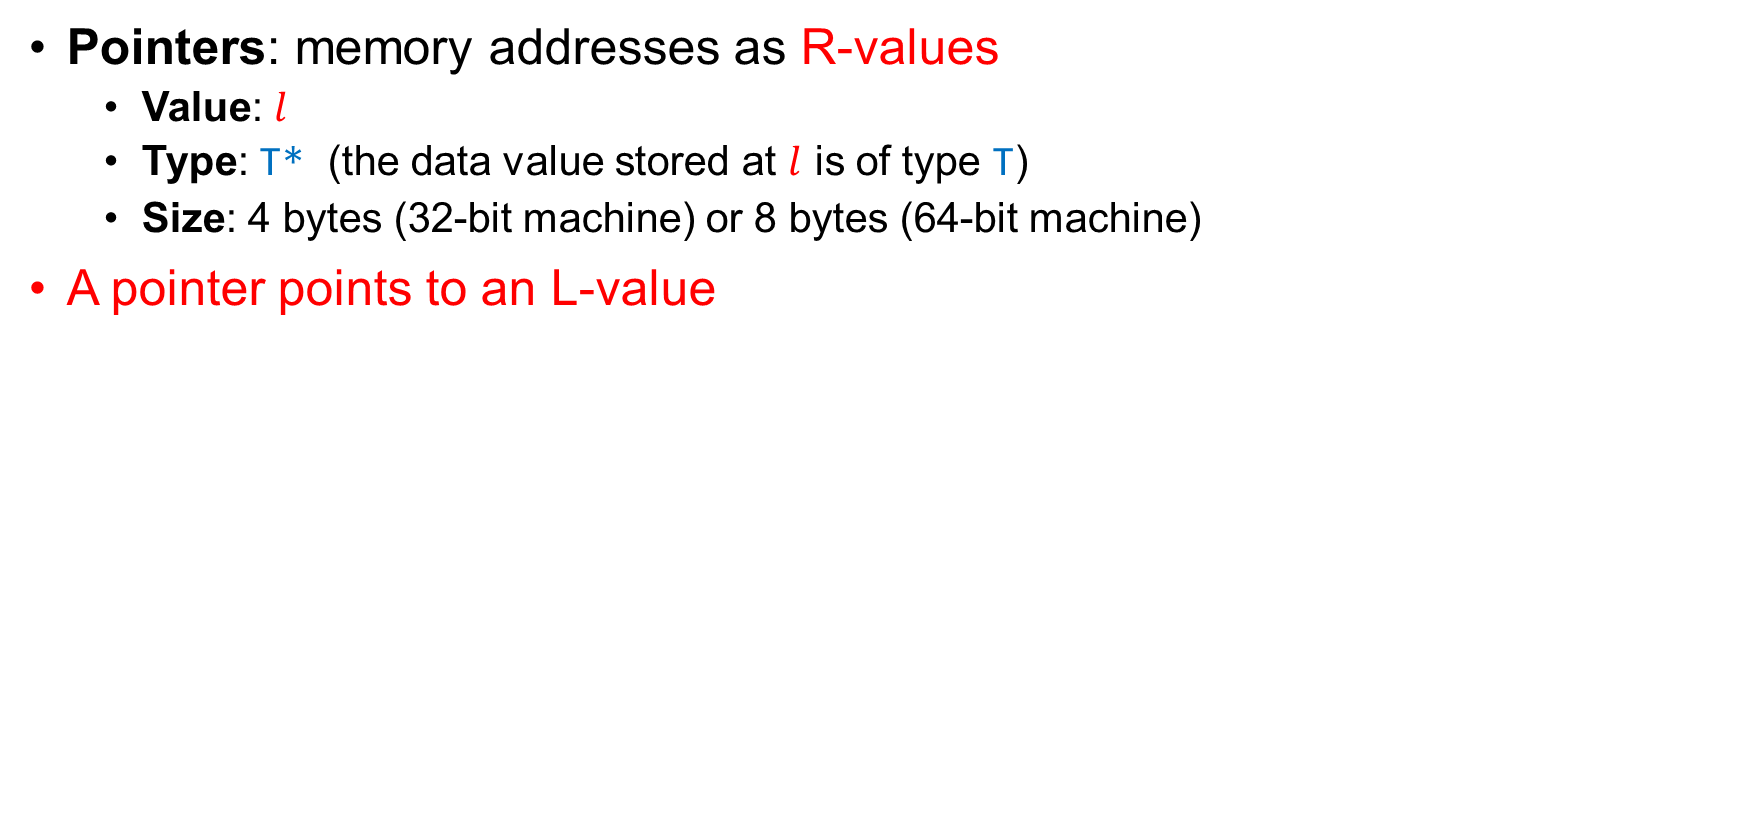 • Pointers: memory addresses as R-values
• Value: l
• Type: T* (the data value stored at l is of type T)
• Size: 4 bytes (32-bit machine) or 8 bytes (64-bit machine)
• A pointer points to an L-value